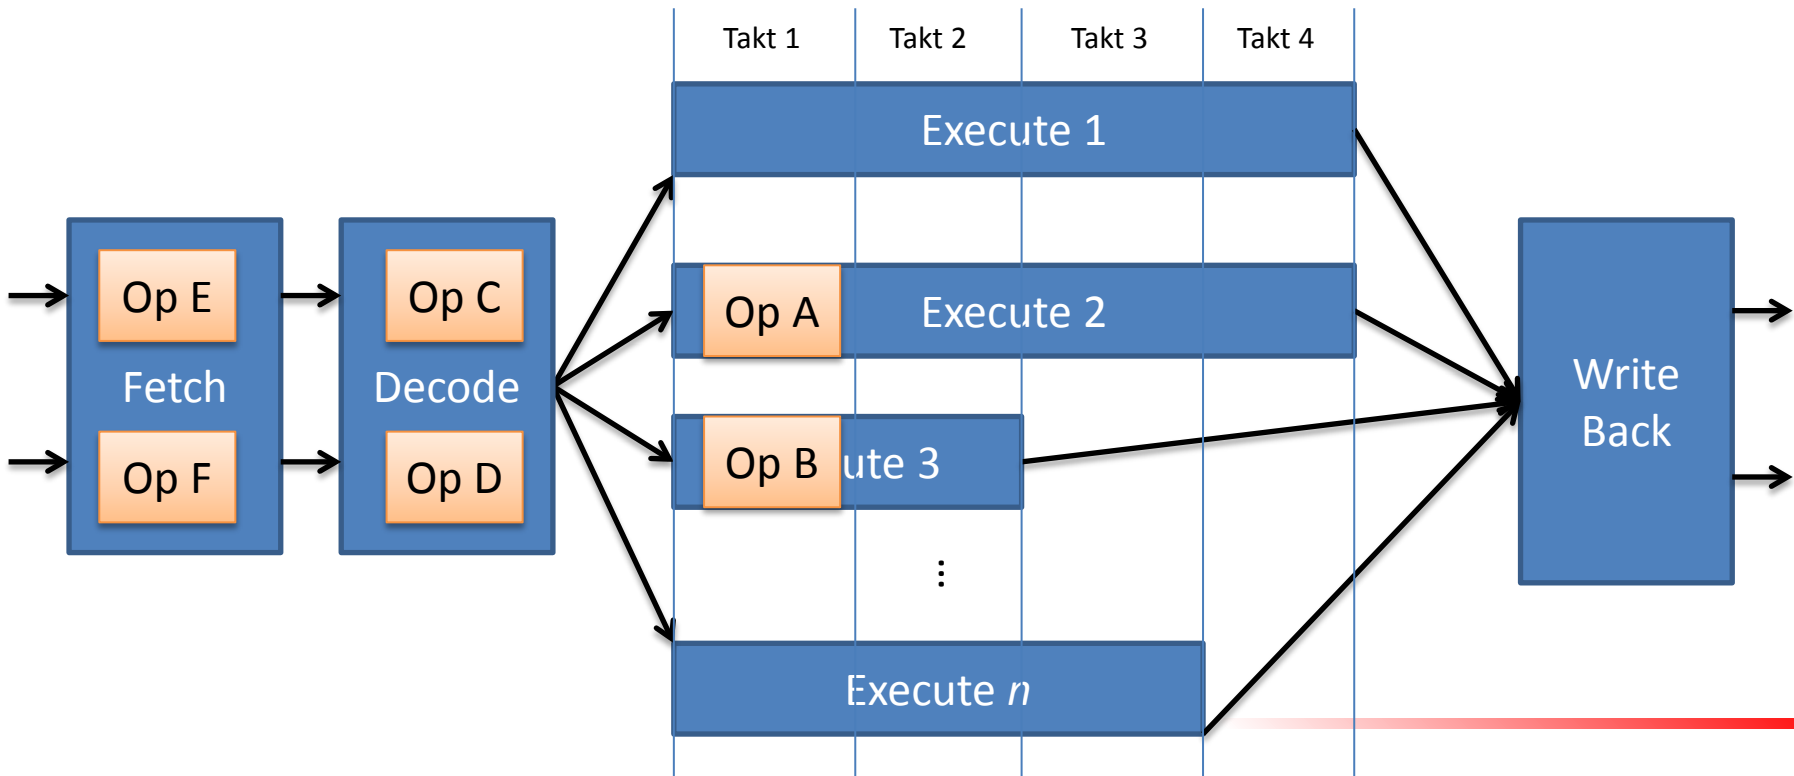 Takt 1
Takt 2
Takt 3
Takt 4
Execute 1
Op E
Fetch
Op F
Op C
Decode
Op D
Op A
Execute 2
Op B
ute 3
...
Execute n
Write
Back